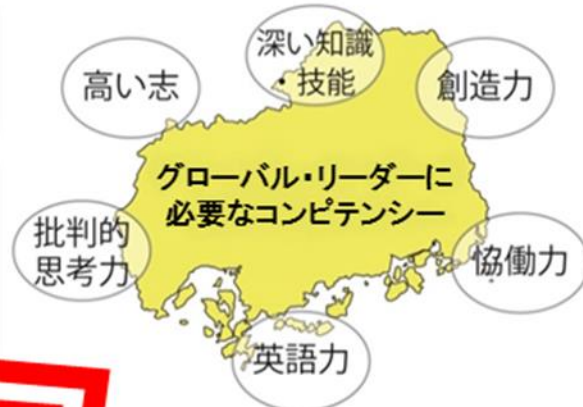 深い知識
・技能
高い志
創造力
グローバル・リーダーに
必要なコンピテンシー
批判的
思考力
恊働力
英語力